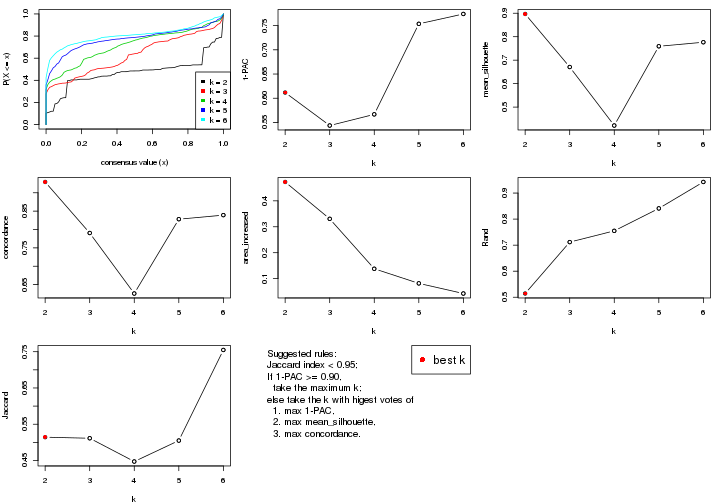 P(X <= x)
0.0 0.2 0.4 0.6 0.8 1.0
k = 2
k = 3
k = 4
k = 5
k = 6
0.0 0.2 0.4 0.6 0.8 1.0
consensus value (x)
1-PAC
0.55 0.60 0.65 0.70 0.75
2 3 4 5 6
k
mean_silhouette
0.5 0.6 0.7 0.8 0.9
2 3 4 5 6
k
concordance
0.65 0.75 0.85
2 3 4 5 6
k
area_increased
0.1 0.2 0.3 0.4
2 3 4 5 6
k
Rand
0.5 0.6 0.7 0.8 0.9
2 3 4 5 6
k
Jaccard
0.45 0.55 0.65 0.75
2 3 4 5 6
k
Suggested rules:
Jaccard index < 0.95;
If 1-PAC >= 0.90,
take the maximum k;
else take the k with higest votes of
1. max 1-PAC,
2. max mean_silhouette,
3. max concordance.
best k